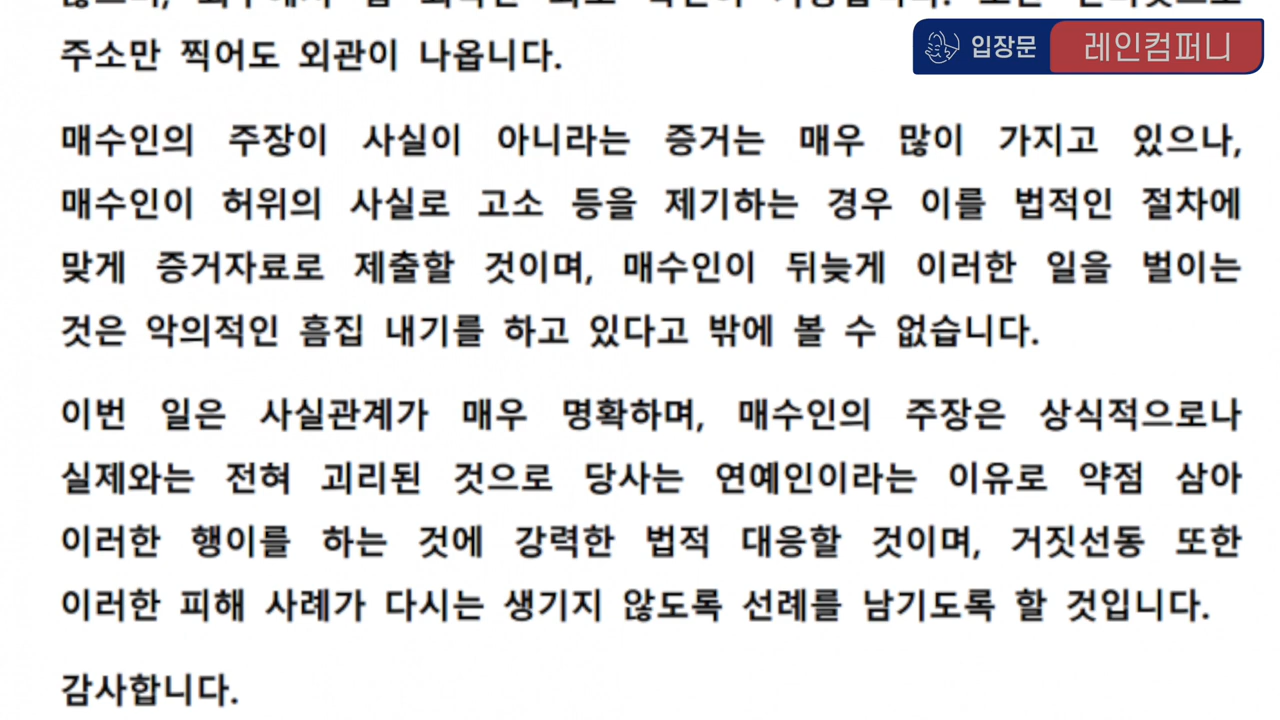 입장문 레인컴퍼니
주소만 찍어도 외관이 나옵니다.
매수인의 주장이 사실이 아니라는 증거는 매우 많이 가지고 있으나,
매수인이 허위의 사실로 고소 등을 제기하는 경우 이를 법적인 절차에
맞게 증거자료로 제출할 것이며, 매수인이 뒤늦게 이러한 일을 벌이는
것은 악의적인 흠집 내기를 하고 있다고 밖에 볼 수 없습니다.
이번 일은 사실관계가 매우 명확하며, 매수인의 주장은 상식적으로나
실제와는 전혀 괴리된 것으로 당사는 연예인이라는 이유로 약점 삼아
이러한 행이를 하는 것에 강력한 법적 대응할 것이며, 거짓선동 또한
이러한 피해 사례가 다시는 생기지 않도록 선례를 남기도록 할 것입니다.
감사합니다.